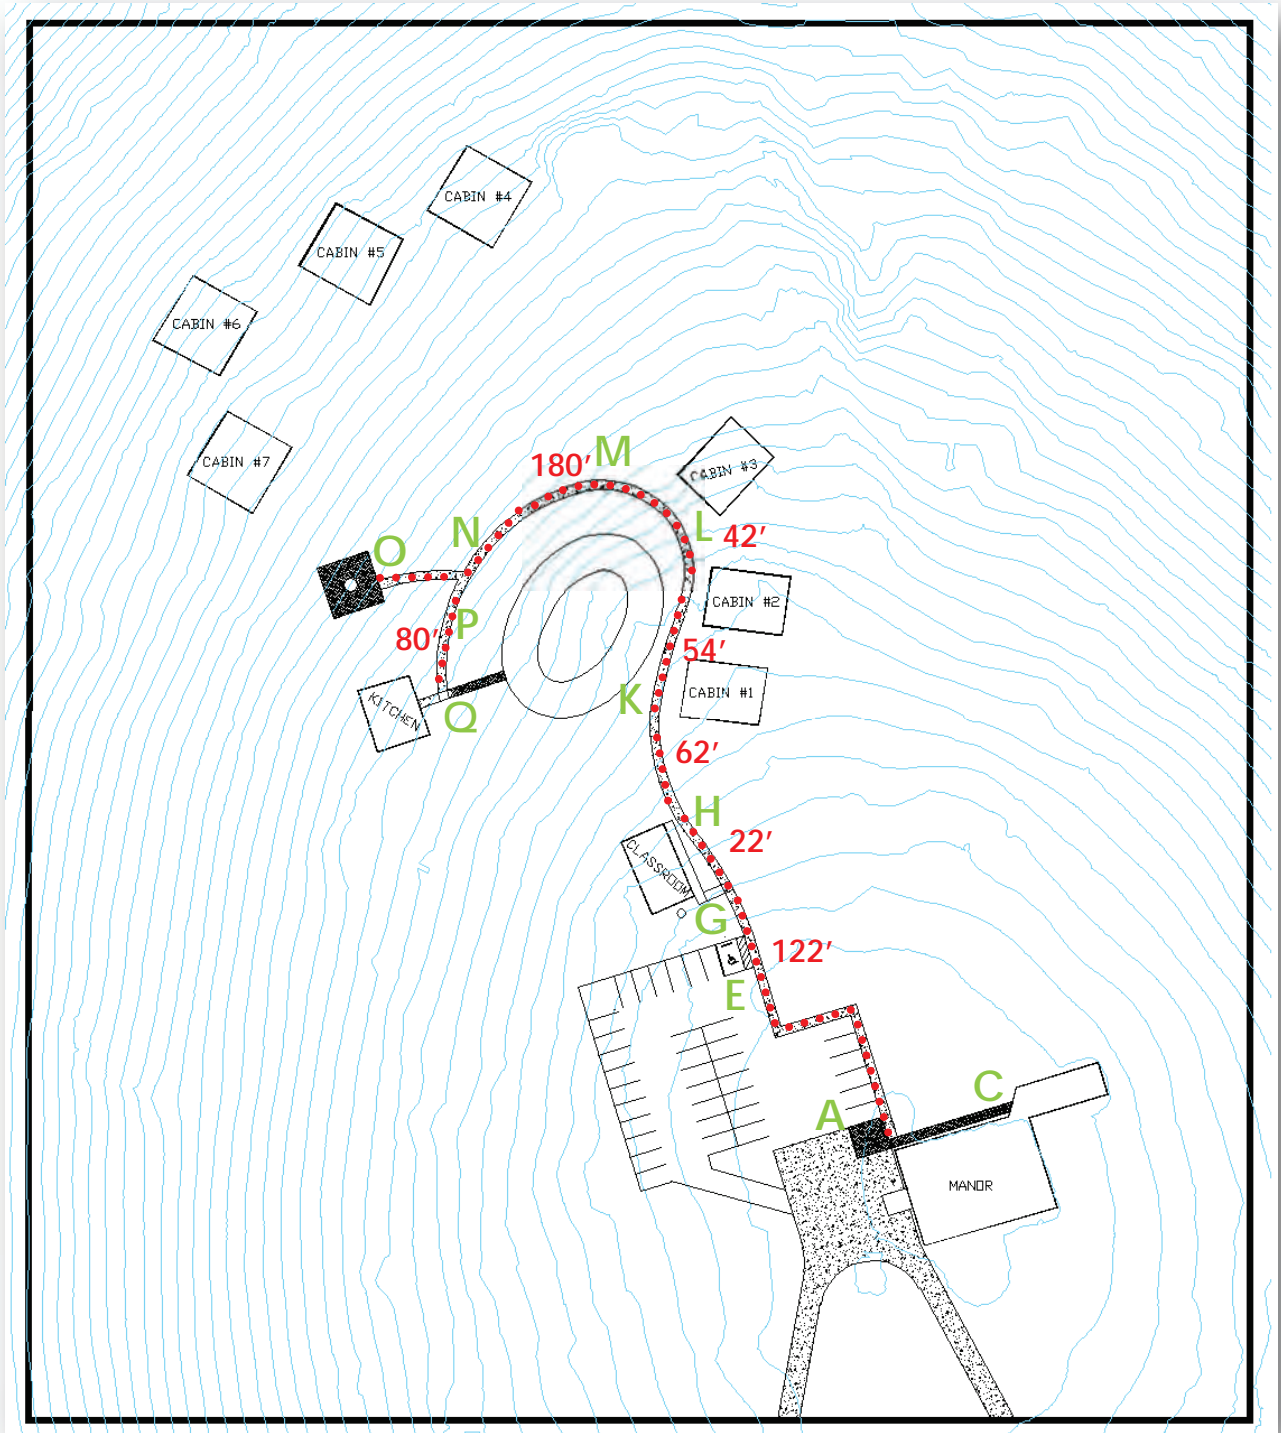 CABIN #4
CABIN #5
CABIN #6
CABIN #7
M
180’
CABIN #3
N
L
42’
O
CABIN #2
P
80’
54’
K
CABIN #1
KITCHEN
Q
62’
H
22’
CLASSROOM
G
122’
E
C
A
MANOR